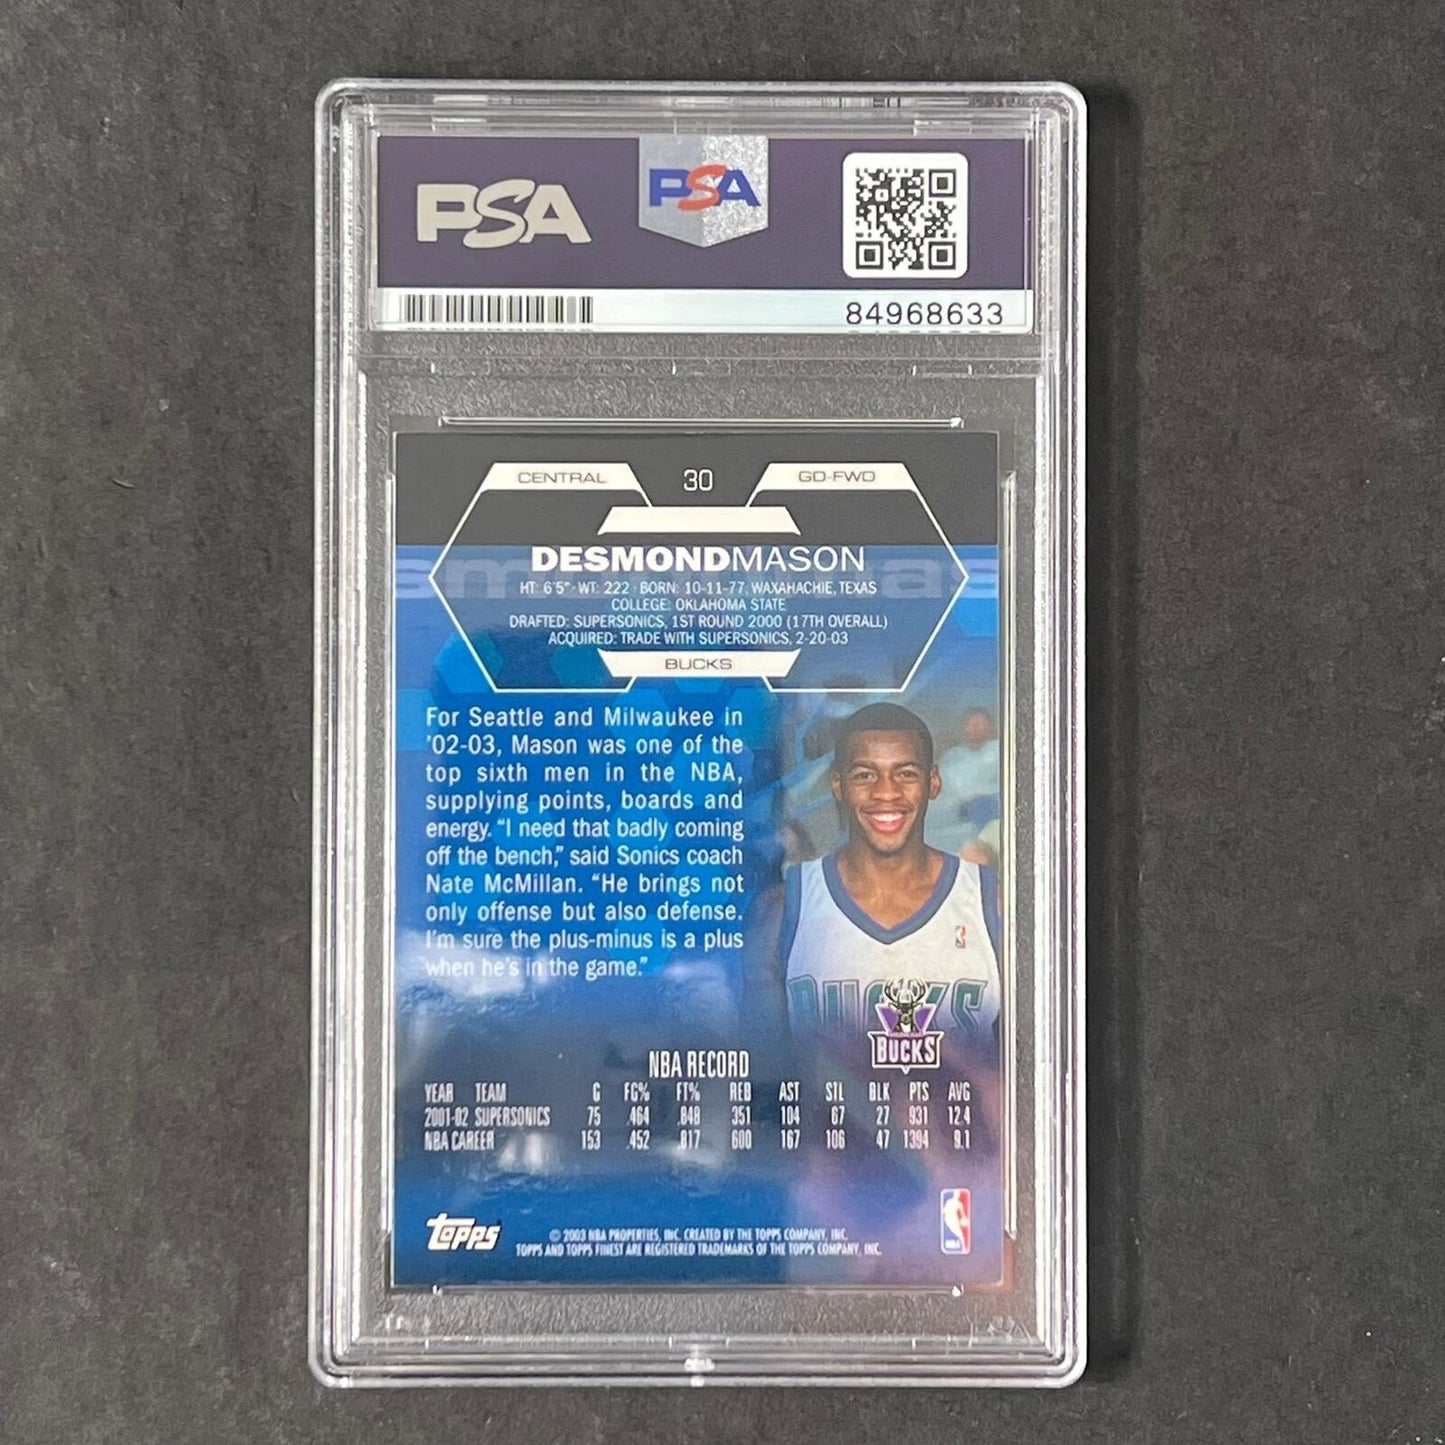 PSA
PSA
84968633
CENTRAL
30
GD-FWD
DESMONDMASON
HT: 6'5" · WT: 222 · BORN: 10-11-77, WAXAHACHIE, TEXAS
COLLEGE: OKLAHOMA STATE
DRAFTED: SUPERSONICS, 1ST ROUND 2000 (17TH OVERALL)
ACQUIRED: TRADE WITH SUPERSONICS, 2-20-03
BUCKS
For Seattle and Milwaukee in
'02-03, Mason was one of the
top sixth men in the NBA,
supplying points, boards and
energy. "I need that badly coming
off the bench," said Sonics coach
Nate McMillan. "He brings not
only offense but also defense.
I'm sure the plus-minus is a plus
when he's in the game."
BUCKS
BUCKS
NBA RECORD
YEAR TEAM G FG% FT% REB AST STL BLK PTS AVG
2001-02 SUPERSONICS 75 .464 .848 351 104 67 27 931 12.4
NBA CAREER 153 .452 .817 600 167 106 47 1394 9.1
Topps
© 2003 NBA PROPERTIES, INC. CREATED BY THE TOPPS COMPANY, INC.
TOPPS AND TOPPS FINEST ARE REGISTERED TRADEMARKS OF THE TOPPS COMPANY, INC.
NBA